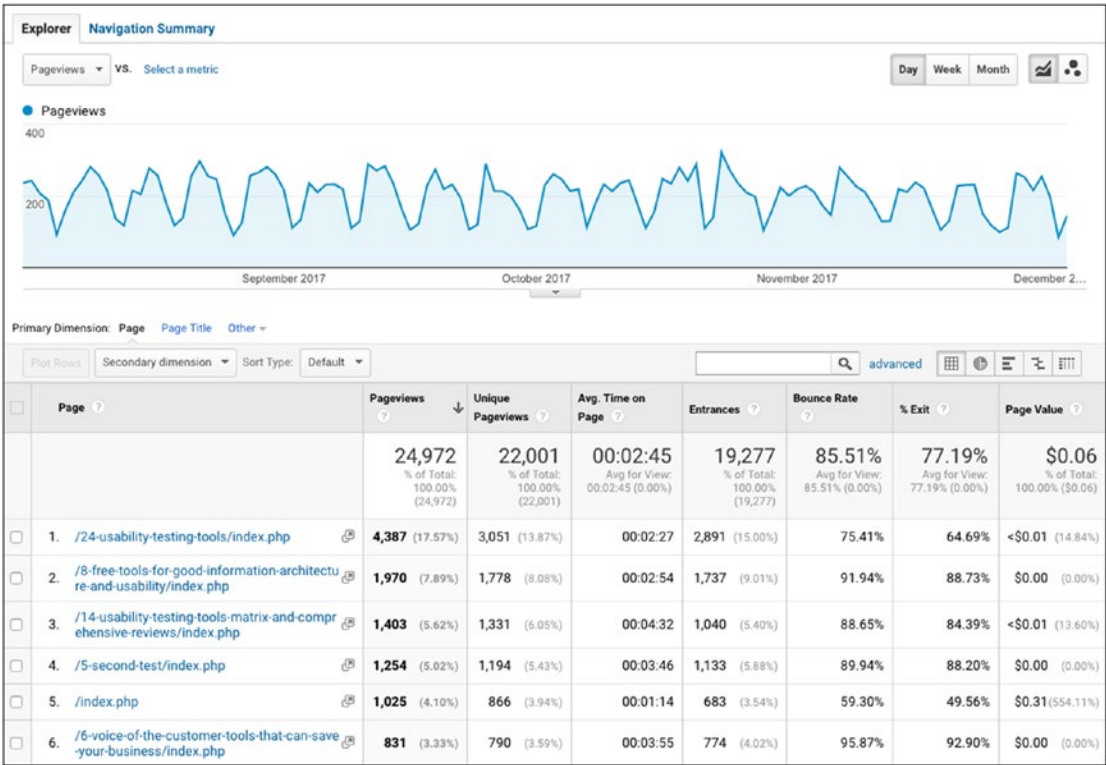 Explorer Navigation Summary
Pageviews VS. Select a metric Day Week Month
Pageviews
400
200
September 2017 October 2017 November 2017 December 2...
Primary Dimension: Page Page Title Other
Plot Rows Secondary dimension Sort Type: Default advanced
Page ? Pageviews ? Unique Pageviews ? Avg. Time on Page ? Entrances ? Bounce Rate ? % Exit ? Page Value ?
24,972 22,001 00:02:45 19,277 85.51% 77.19% $0.06
% of Total: 100.00% (24,972) % of Total: 100.00% (22,001) Avg for View: 00:02:45 (0.00%) % of Total: 100.00% (19,277) Avg for View: 85.51% (0.00%) Avg for View: 77.19% (0.00%) % of Total: 100.00% ($0.06)
1. /24-usability-testing-tools/index.php 4,387 (17.57%) 3,051 (13.87%) 00:02:27 2,891 (15.00%) 75.41% 64.69% <$0.01 (14.84%)
2. /8-free-tools-for-good-information-architectu
re-and-usability/index.php 1,970 (7.89%) 1,778 (8.08%) 00:02:54 1,737 (9.01%) 91.94% 88.73% $0.00 (0.00%)
3. /14-usability-testing-tools-matrix-and-compr
ehensive-reviews/index.php 1,403 (5.62%) 1,331 (6.05%) 00:04:32 1,040 (5.40%) 88.65% 84.39% <$0.01 (13.60%)
4. /5-second-test/index.php 1,254 (5.02%) 1,194 (5.43%) 00:03:46 1,133 (5.88%) 89.94% 88.20% $0.00 (0.00%)
5. /index.php 1,025 (4.10%) 866 (3.94%) 00:01:14 683 (3.54%) 59.30% 49.56% $0.31 (554.11%)
6. /6-voice-of-the-customer-tools-that-can-save
-your-business/index.php 831 (3.33%) 790 (3.59%) 00:03:55 774 (4.02%) 95.87% 92.90% $0.00 (0.00%)